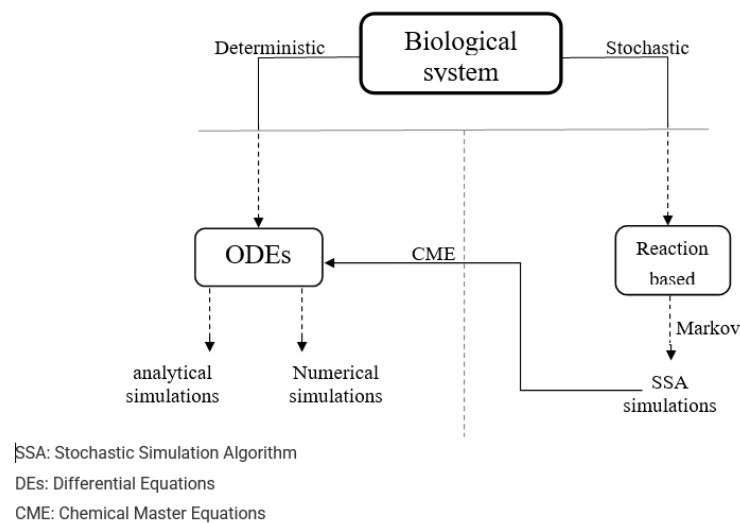 Deterministic
Biological
system
Stochastic
ODEs
CME
Reaction
based
Markov
analytical
simulations
Numerical
simulations
SSA
simulations
SSA: Stochastic Simulation Algorithm
DEs: Differential Equations
CME: Chemical Master Equations